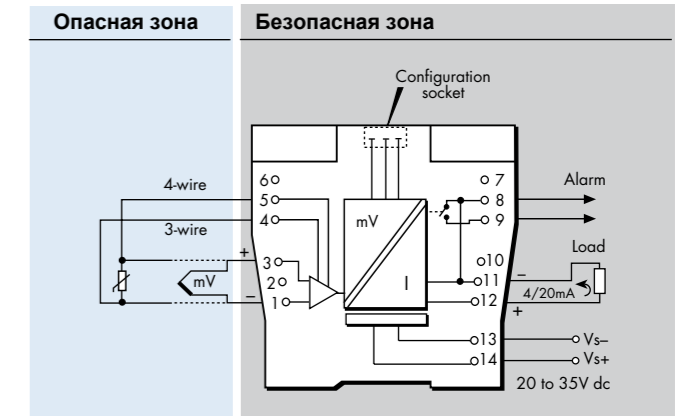 Опасная зона
Безопасная зона
Configuration
socket
4-wire
3-wire
6
5
4
3
2
1
+
−
mV
mV
I
7
8
9
10
11
12
13
14
Alarm
Load
−
4/20mA
+
Vs−
Vs+
20 to 35V dc